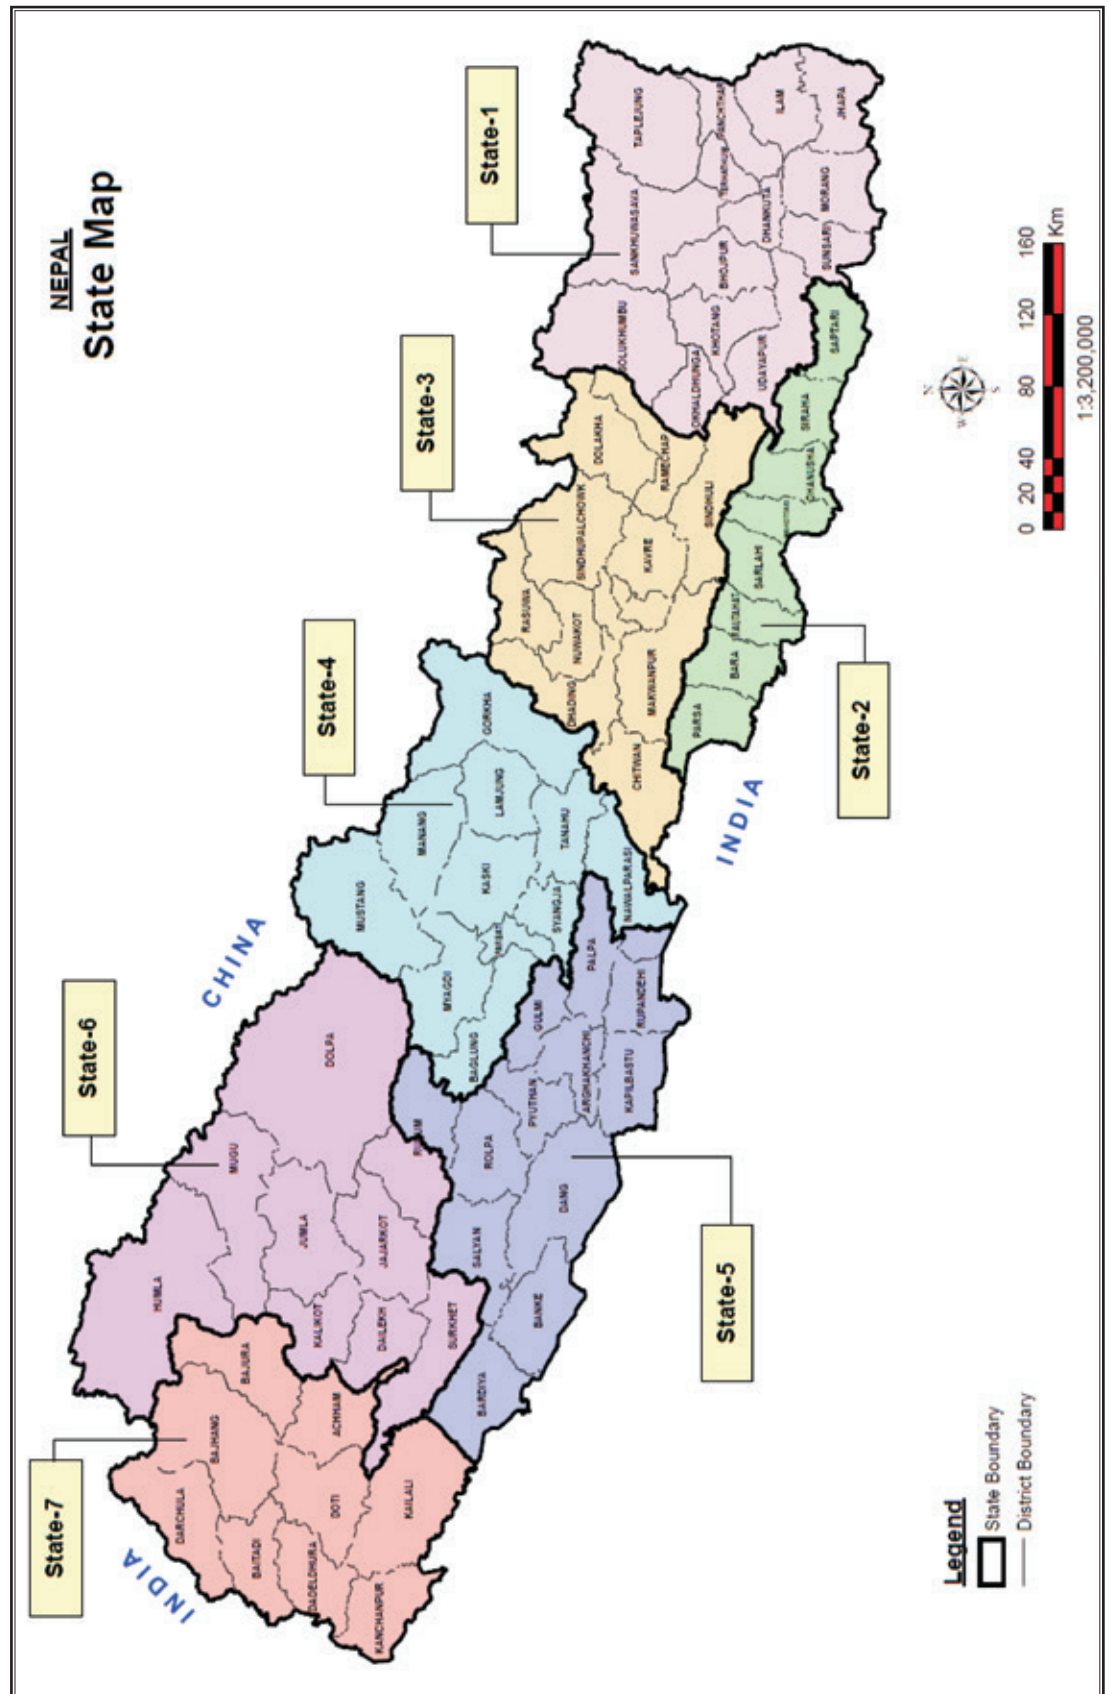 NEPAL
State Map
State-7
State-6
State-4
State-3
State-1
State-5
State-2
CHINA
INDIA
INDIA
DARCHULA
BAJHANG
BAJURA
BAITADI
DADELDHURA
DOTI
ACHHAM
KANCHANPUR
KAILALI
HUMLA
MUGU
DOLPA
JUMLA
KALIKOT
DAILEKH
JAJARKOT
SURKHET
SALYAN
ROLPA
PYUTHAN
GULMI
ARGHAKHANCHI
PALPA
BARDIYA
BANKE
DANG
KAPILBASTU
RUPANDEHI
MUSTANG
MANANG
MYAGDI
BAGLUNG
KASKI
LAMJUNG
GORKHA
SYANGJA
TANAHU
NAWALPARASI
RASUWA
DHADING
NUWAKOT
SINDHUPALCHOWK
DOLAKHA
KAVRE
RAMECHAP
CHITWAN
MAKWANPUR
SINDHULI
PARSA
BARA
RAUTAHAT
SARLAHI
DHANUSHA
SIRAHA
SAPTARI
SOLUKHUMBU
SANKHUWASAVA
TAPLEJUNG
OKHALDHUNGA
KHOTANG
BHOJPUR
PANCHTHAR
UDAYAPUR
DHANKUTA
ILAM
SUNSARI
MORANG
JHAPA
Legend
State Boundary
District Boundary
N
W
E
S
0 20 40 80 120 160
Km
1:3,200,000